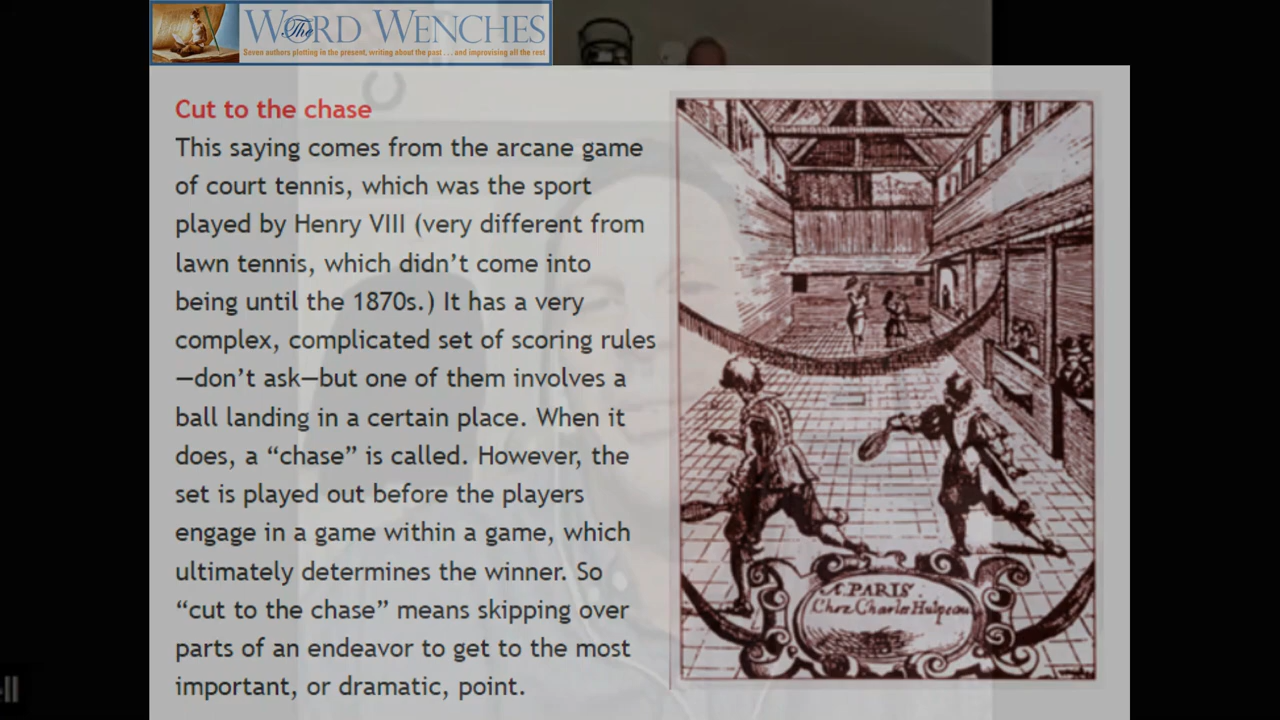 The
WORD WENCHES
Seven authors plotting in the present, writing about the past . . . and improvising all the rest
Cut to the chase
This saying comes from the arcane game
of court tennis, which was the sport
played by Henry VIII (very different from
lawn tennis, which didn’t come into
being until the 1870s.) It has a very
complex, complicated set of scoring rules
—don’t ask—but one of them involves a
ball landing in a certain place. When it
does, a “chase” is called. However, the
set is played out before the players
engage in a game within a game, which
ultimately determines the winner. So
“cut to the chase” means skipping over
parts of an endeavor to get to the most
important, or dramatic, point.
A PARIS.
Chez Charles Hulpeau
ell